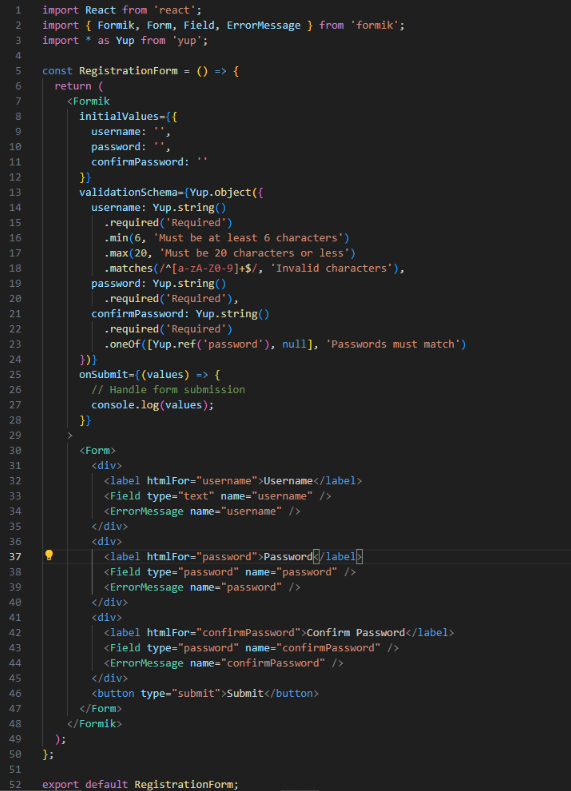 1 import React from 'react';
2 import { Formik, Form, Field, ErrorMessage } from 'formik';
3 import * as Yup from 'yup';
4
5 const RegistrationForm = () => {
6   return (
7     <Formik
8       initialValues={{
9         username: '',
10         password: '',
11         confirmPassword: ''
12       }}
13       validationSchema={Yup.object({
14         username: Yup.string()
15           .required('Required')
16           .min(6, 'Must be at least 6 characters')
17           .max(20, 'Must be 20 characters or less')
18           .matches(/^[a-zA-Z0-9]+$/, 'Invalid characters'),
19         password: Yup.string()
20           .required('Required'),
21         confirmPassword: Yup.string()
22           .required('Required')
23           .oneOf([Yup.ref('password'), null], 'Passwords must match')
24       })}
25       onSubmit={(values) => {
26         // Handle form submission
27         console.log(values);
28       }}
29     >
30       <Form>
31         <div>
32           <label htmlFor="username">Username</label>
33           <Field type="text" name="username" />
34           <ErrorMessage name="username" />
35         </div>
36         <div>
37           <label htmlFor="password">Password</label>
38           <Field type="password" name="password" />
39           <ErrorMessage name="password" />
40         </div>
41         <div>
42           <label htmlFor="confirmPassword">Confirm Password</label>
43           <Field type="password" name="confirmPassword" />
44           <ErrorMessage name="confirmPassword" />
45         </div>
46         <button type="submit">Submit</button>
47       </Form>
48     </Formik>
49   );
50 };
51
52 export default RegistrationForm;